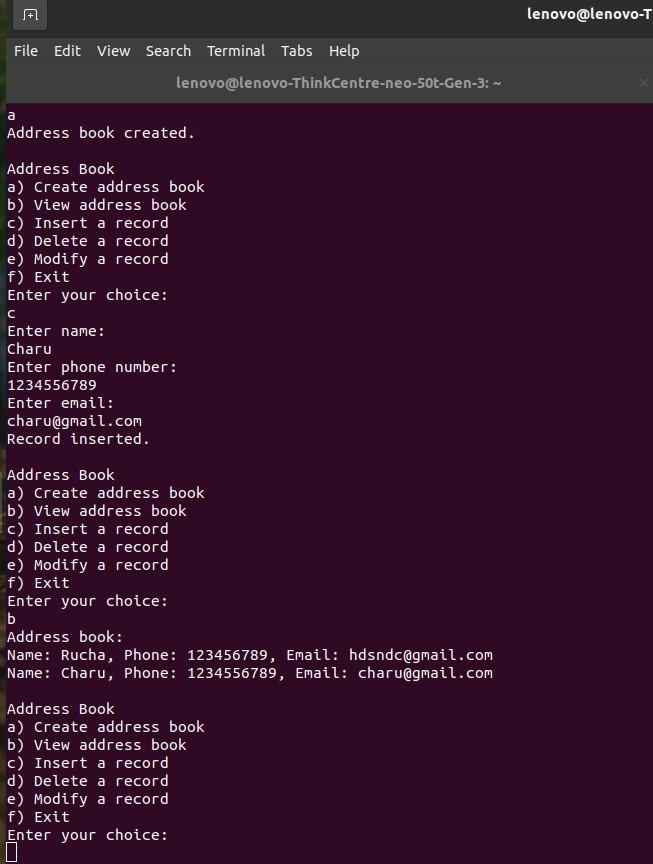 lenovo@lenovo-T
File Edit View Search Terminal Tabs Help
lenovo@lenovo-ThinkCentre-neo-50t-Gen-3: ~ ×
a
Address book created.

Address Book
a) Create address book
b) View address book
c) Insert a record
d) Delete a record
e) Modify a record
f) Exit
Enter your choice:
c
Enter name:
Charu
Enter phone number:
1234556789
Enter email:
charu@gmail.com
Record inserted.

Address Book
a) Create address book
b) View address book
c) Insert a record
d) Delete a record
e) Modify a record
f) Exit
Enter your choice:
b
Address book:
Name: Rucha, Phone: 123456789, Email: hdsndc@gmail.com
Name: Charu, Phone: 1234556789, Email: charu@gmail.com

Address Book
a) Create address book
b) View address book
c) Insert a record
d) Delete a record
e) Modify a record
f) Exit
Enter your choice: